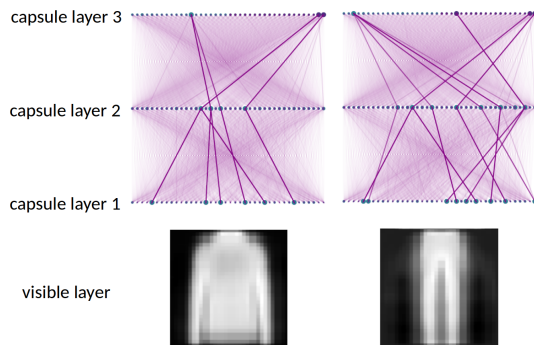 capsule layer 3
capsule layer 2
capsule layer 1
visible layer